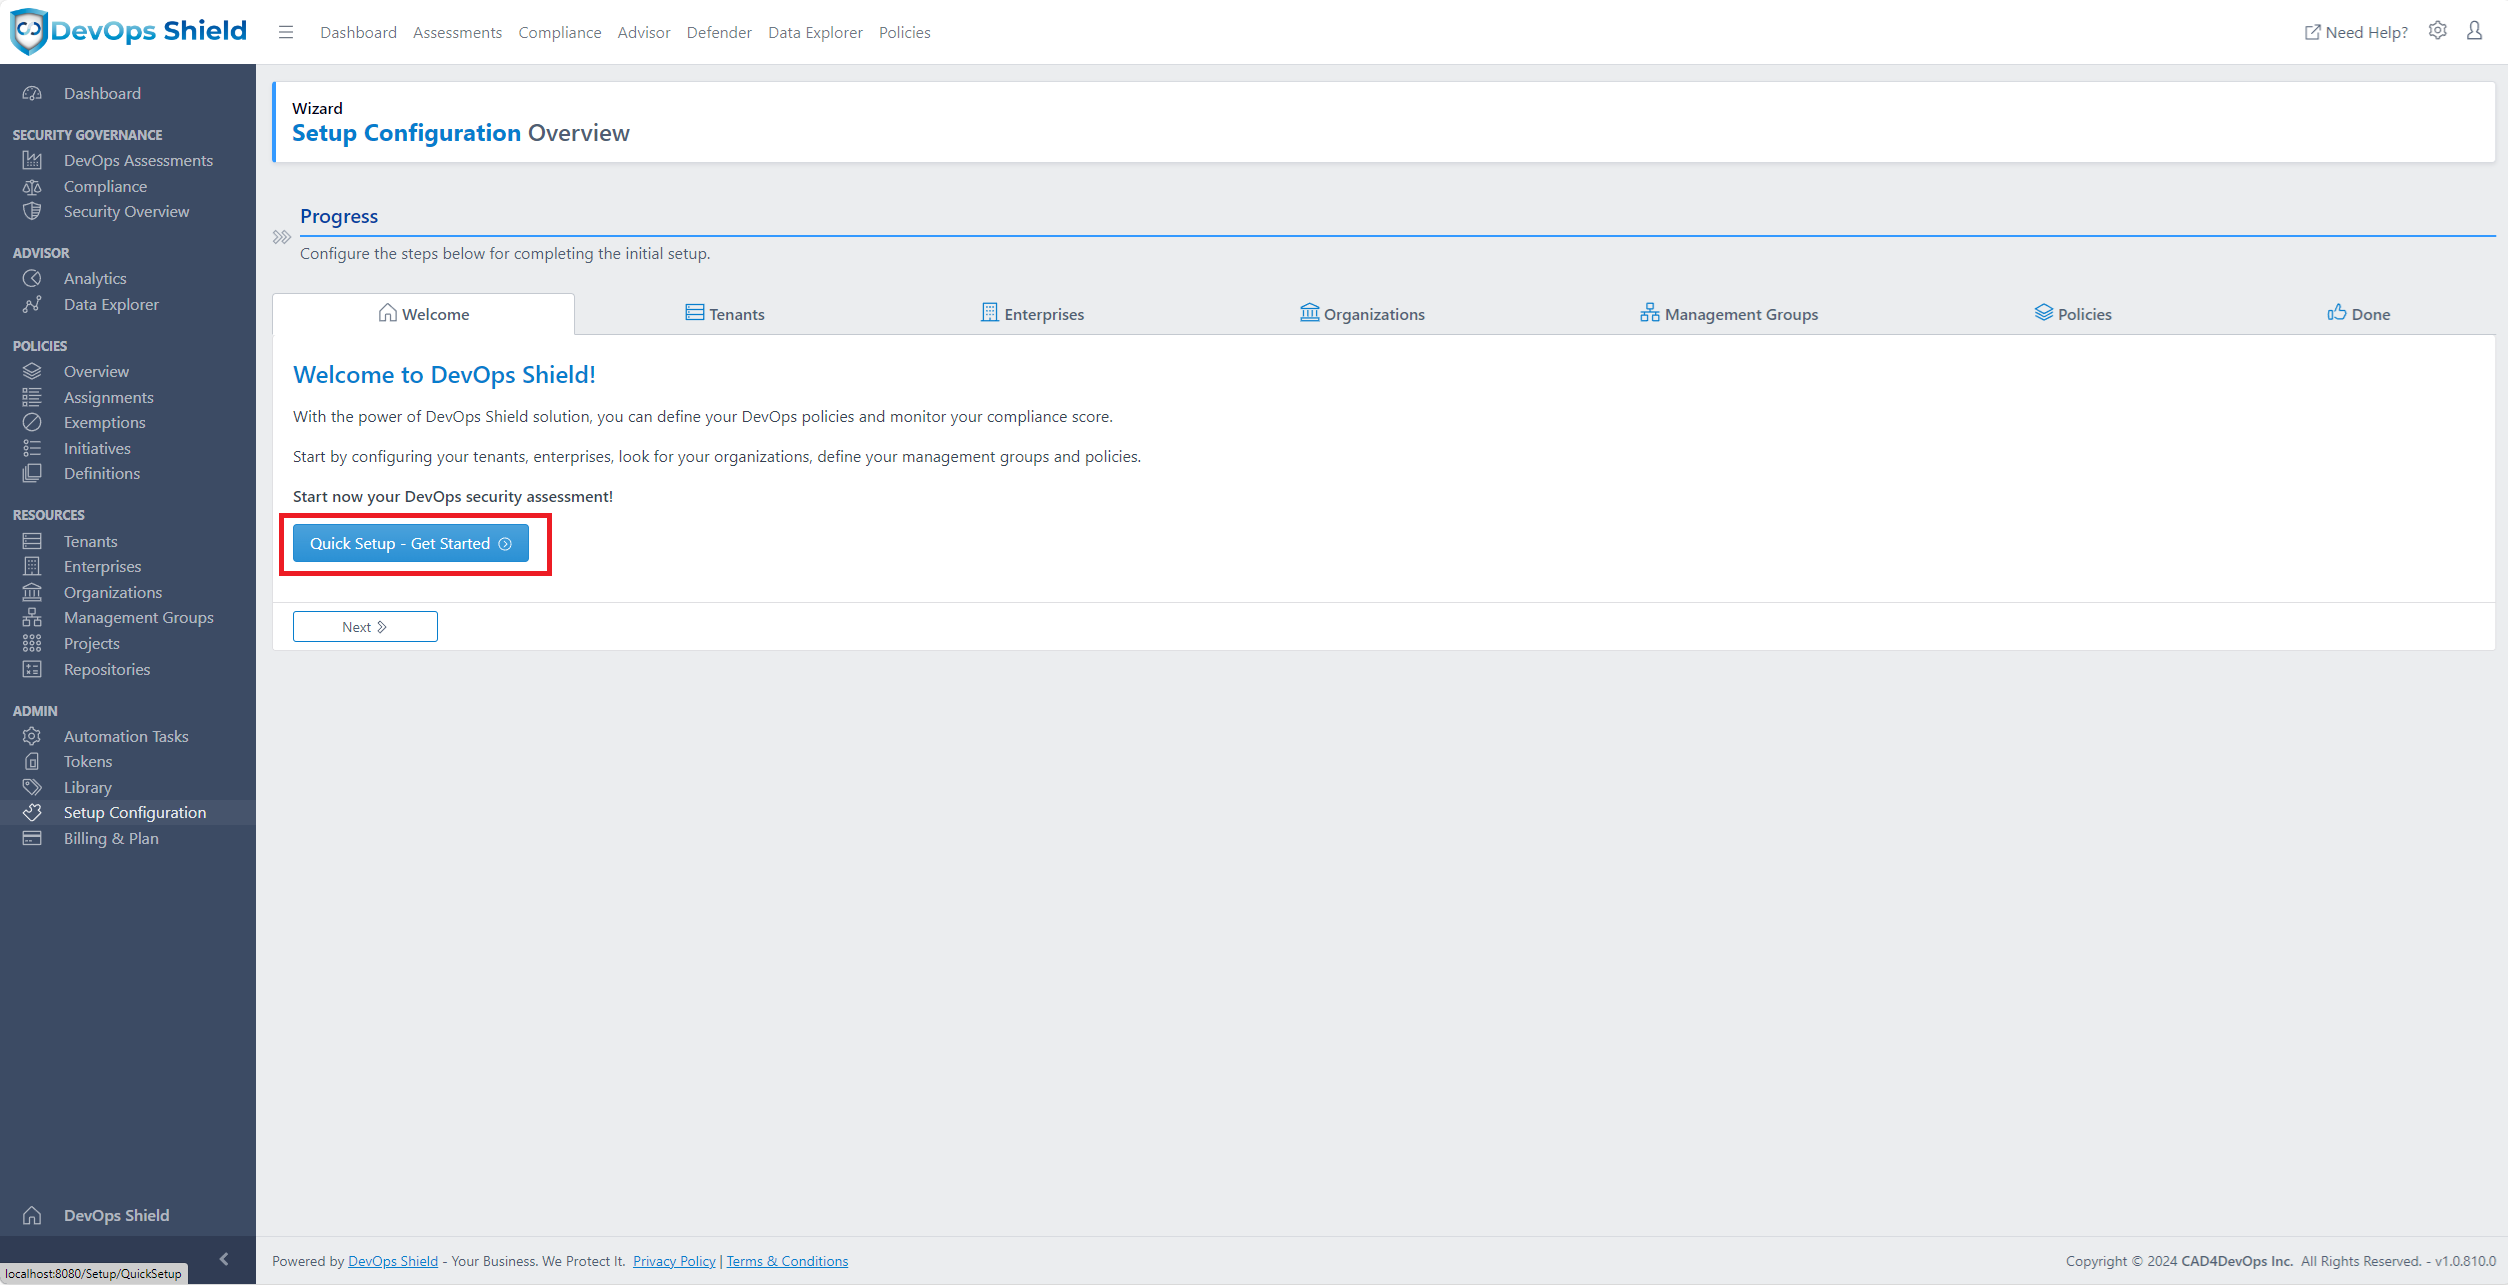 DevOps Shield
Dashboard Assessments Compliance Advisor Defender Data Explorer Policies
Need Help?
Dashboard
SECURITY GOVERNANCE
DevOps Assessments
Compliance
Security Overview
ADVISOR
Analytics
Data Explorer
POLICIES
Overview
Assignments
Exemptions
Initiatives
Definitions
RESOURCES
Tenants
Enterprises
Organizations
Management Groups
Projects
Repositories
ADMIN
Automation Tasks
Tokens
Library
Setup Configuration
Billing & Plan
DevOps Shield
localhost:8080/Setup/QuickSetup
Wizard
Setup Configuration Overview
Progress
Configure the steps below for completing the initial setup.
Welcome Tenants Enterprises Organizations Management Groups Policies Done
Welcome to DevOps Shield!
With the power of DevOps Shield solution, you can define your DevOps policies and monitor your compliance score.
Start by configuring your tenants, enterprises, look for your organizations, define your management groups and policies.
Start now your DevOps security assessment!
Quick Setup - Get Started
Next
Powered by DevOps Shield - Your Business. We Protect It. Privacy Policy | Terms & Conditions
Copyright © 2024 CAD4DevOps Inc. All Rights Reserved. - v1.0.810.0